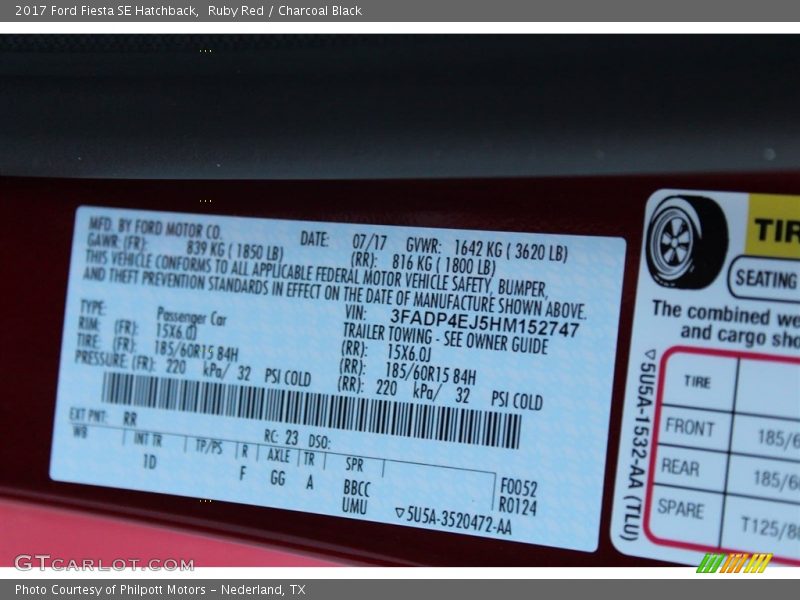 2017 Ford Fiesta SE Hatchback, Ruby Red / Charcoal Black
MFD. BY FORD MOTOR CO.
DATE: 07/17 GVWR: 1642 KG ( 3620 LB)
GAWR: (FR): 839 KG ( 1850 LB) (RR): 816 KG ( 1800 LB)
THIS VEHICLE CONFORMS TO ALL APPLICABLE FEDERAL MOTOR VEHICLE SAFETY, BUMPER,
AND THEFT PREVENTION STANDARDS IN EFFECT ON THE DATE OF MANUFACTURE SHOWN ABOVE.
VIN: 3FADP4EJ5HM152747
TYPE: Passenger Car TRAILER TOWING - SEE OWNER GUIDE
RIM: (FR): 15X6.0J (RR): 15X6.0J
TIRE: (FR): 185/60R15 84H (RR): 185/60R15 84H
PRESSURE: (FR): 220 kPa/ 32 PSI COLD (RR): 220 kPa/ 32 PSI COLD
EXT PNT: RR RC: 23 DSO:
WB INT TR TP/PS R AXLE TR SPR
1D F GG A BBCC F0052
UMU R0124
▽5U5A-3520472-AA
TIR
SEATING
The combined we
and cargo sho
▽5U5A-1532-AA (TLU)
TIRE
FRONT 185/6
REAR 185/6
SPARE T125/8
GTCARLOT.COM
Photo Courtesy of Philpott Motors - Nederland, TX